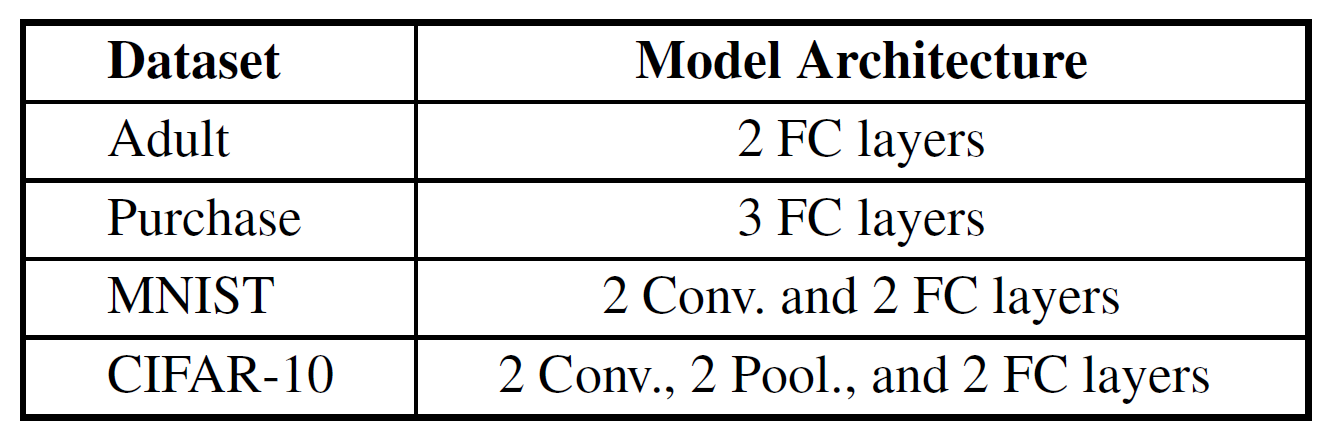 Dataset Model Architecture
Adult 2 FC layers
Purchase 3 FC layers
MNIST 2 Conv. and 2 FC layers
CIFAR-10 2 Conv., 2 Pool., and 2 FC layers